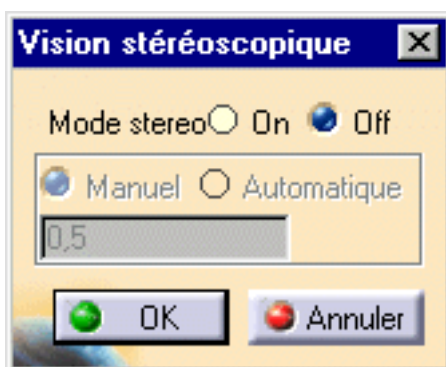 Vision stéréoscopique
Mode stereo On Off
Manuel Automatique
0,5
OK Annuler